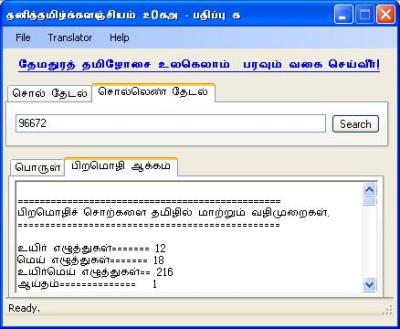 தனித்தமிழ்க்களஞ்சியம் உ0கஅ - பதிப்பு க
File Translator Help
தேமதுரத் தமிழோசை உலகெலாம் பரவும் வகை செய்வீர்!
சொல் தேடல் சொல்லெண் தேடல்
96672 Search
பொருள் பிறமொழி ஆக்கம்
================================================
பிறமொழிச் சொற்களை தமிழில் மாற்றும் வழிமுறைகள்.
================================================
உயிர் எழுத்துகள்======= 12
மெய் எழுத்துகள்======= 18
உயிர்மெய் எழுத்துகள்== 216
ஆய்தம்============== 1
Ready.